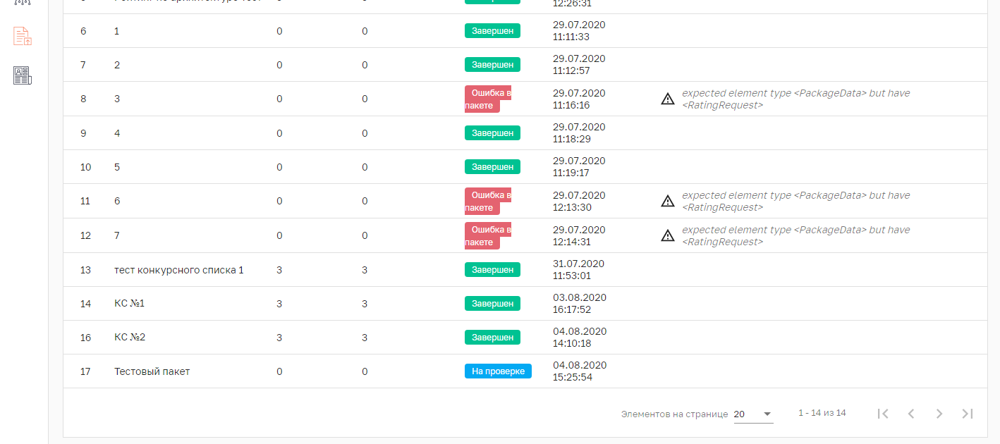 12:26:31
6 1 0 0 Завершен 29.07.2020
11:11:33
7 2 0 0 Завершен 29.07.2020
11:12:57
8 3 0 0 Ошибка в пакете 29.07.2020 expected element type <PackageData> but have
11:16:16 <RatingRequest>
9 4 0 0 Завершен 29.07.2020
11:18:29
10 5 0 0 Завершен 29.07.2020
11:19:17
11 6 0 0 Ошибка в пакете 29.07.2020 expected element type <PackageData> but have
12:13:30 <RatingRequest>
12 7 0 0 Ошибка в пакете 29.07.2020 expected element type <PackageData> but have
12:14:31 <RatingRequest>
13 тест конкурсного списка 1 3 3 Завершен 31.07.2020
11:53:01
14 КС №1 3 3 Завершен 03.08.2020
16:17:52
16 КС №2 3 3 Завершен 04.08.2020
14:10:18
17 Тестовый пакет 0 0 На проверке 04.08.2020
15:25:54
Элементов на странице 20 1 - 14 из 14